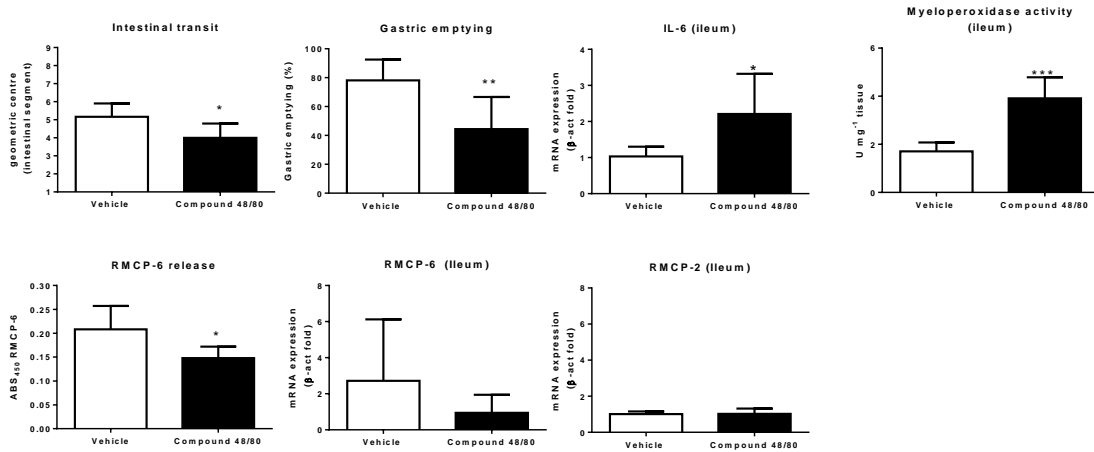 Intestinal transit
geometric centre
(intestinal segment)
9
8
7
6
5
4
3
2
1
*
Vehicle
Compound 48/80
Gastric emptying
Gastric emptying (%)
100
80
60
40
20
0
**
Vehicle
Compound 48/80
IL-6 (ileum)
mRNA expression
(β-act fold)
4
3
2
1
0
*
Vehicle
Compound 48/80
Myeloperoxidase activity
(ileum)
U mg⁻¹ tissue
6
4
2
0
***
Vehicle
Compound 48/80
RMCP-6 release
ABS₄₅₀ RMCP-6
0.30
0.25
0.20
0.15
0.10
0.05
0.00
*
Vehicle
Compound 48/80
RMCP-6 (Ileum)
mRNA expression
(β-act fold)
8
6
4
2
0
Vehicle
Compound 48/80
RMCP-2 (Ileum)
mRNA expression
(β-act fold)
8
6
4
2
0
Vehicle
Compound 48/80